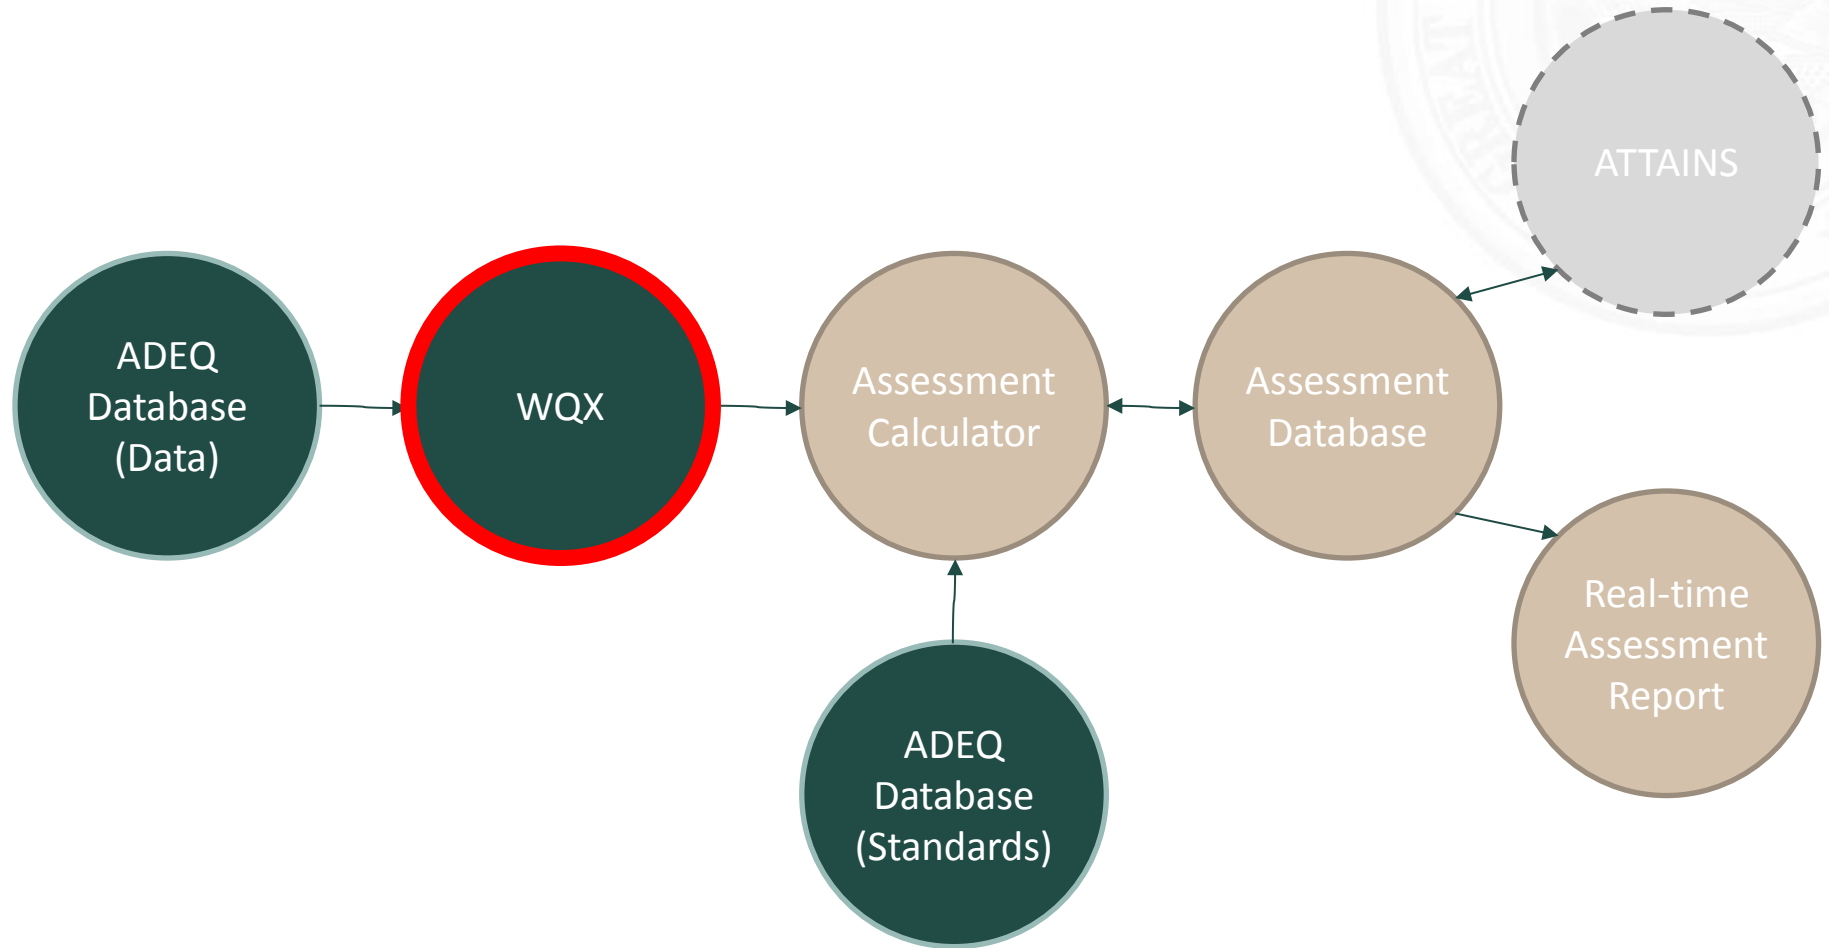 ATTAINS
ADEQ
Database
(Data)
WQX
Assessment
Calculator
Assessment
Database
Real-time
Assessment
Report
ADEQ
Database
(Standards)